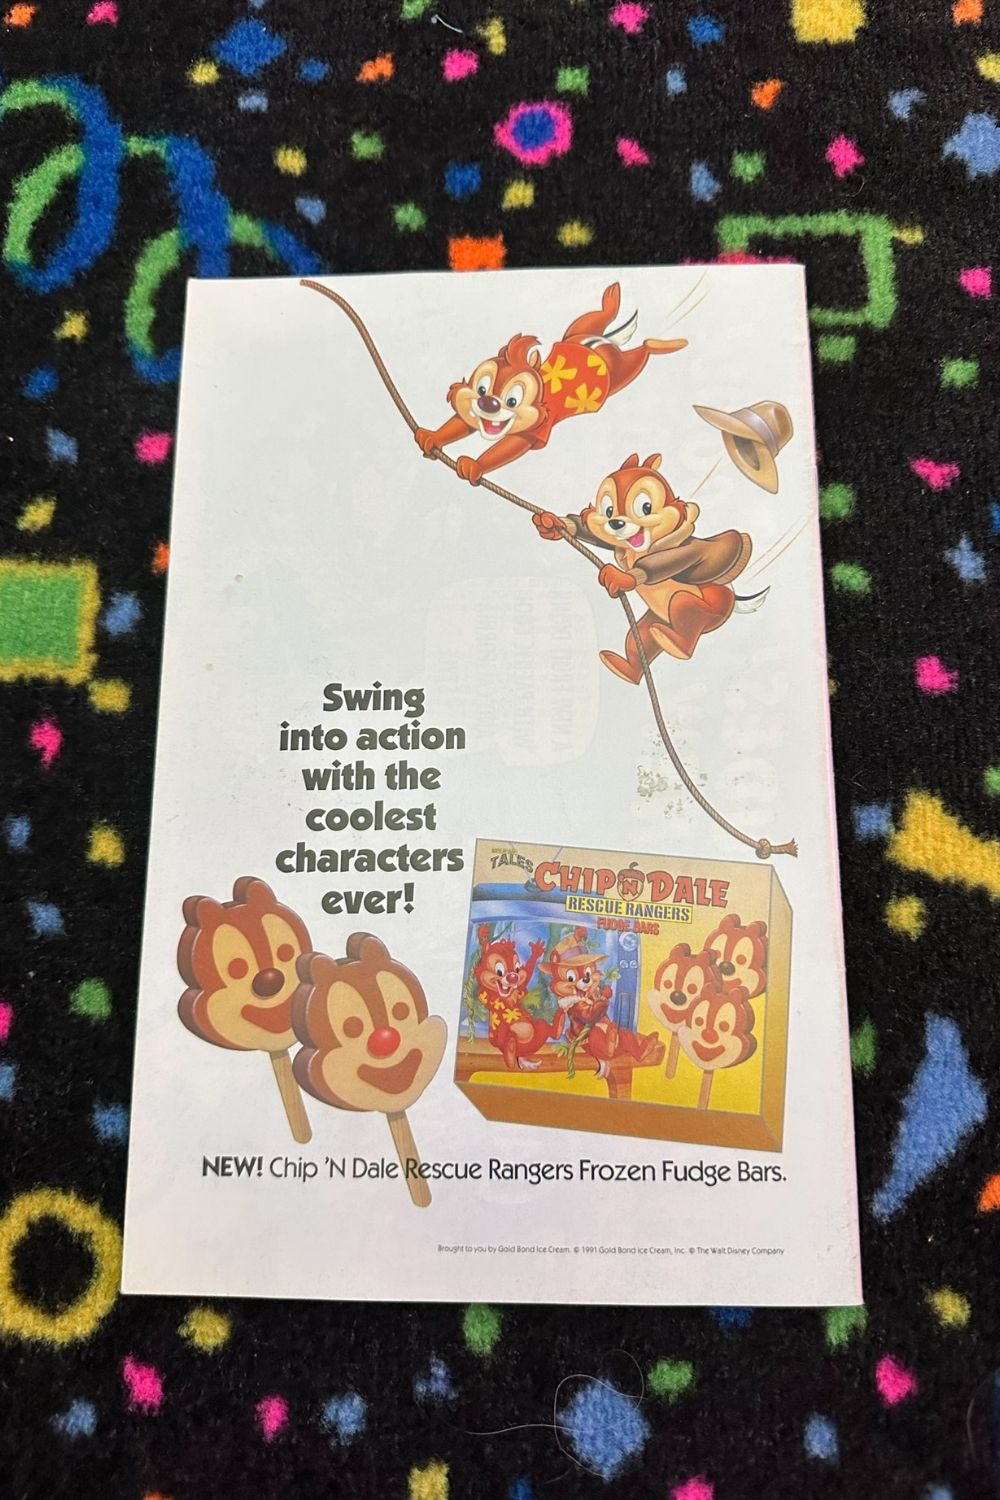 Swing
into action
with the
coolest
characters
ever!
TALES
CHIP 'N DALE
RESCUE RANGERS
FUDGE BARS
NEW! Chip 'N Dale Rescue Rangers Frozen Fudge Bars.
Brought to you by Gold Bond Ice Cream. © 1991 Gold Bond Ice Cream, Inc. © The Walt Disney Company